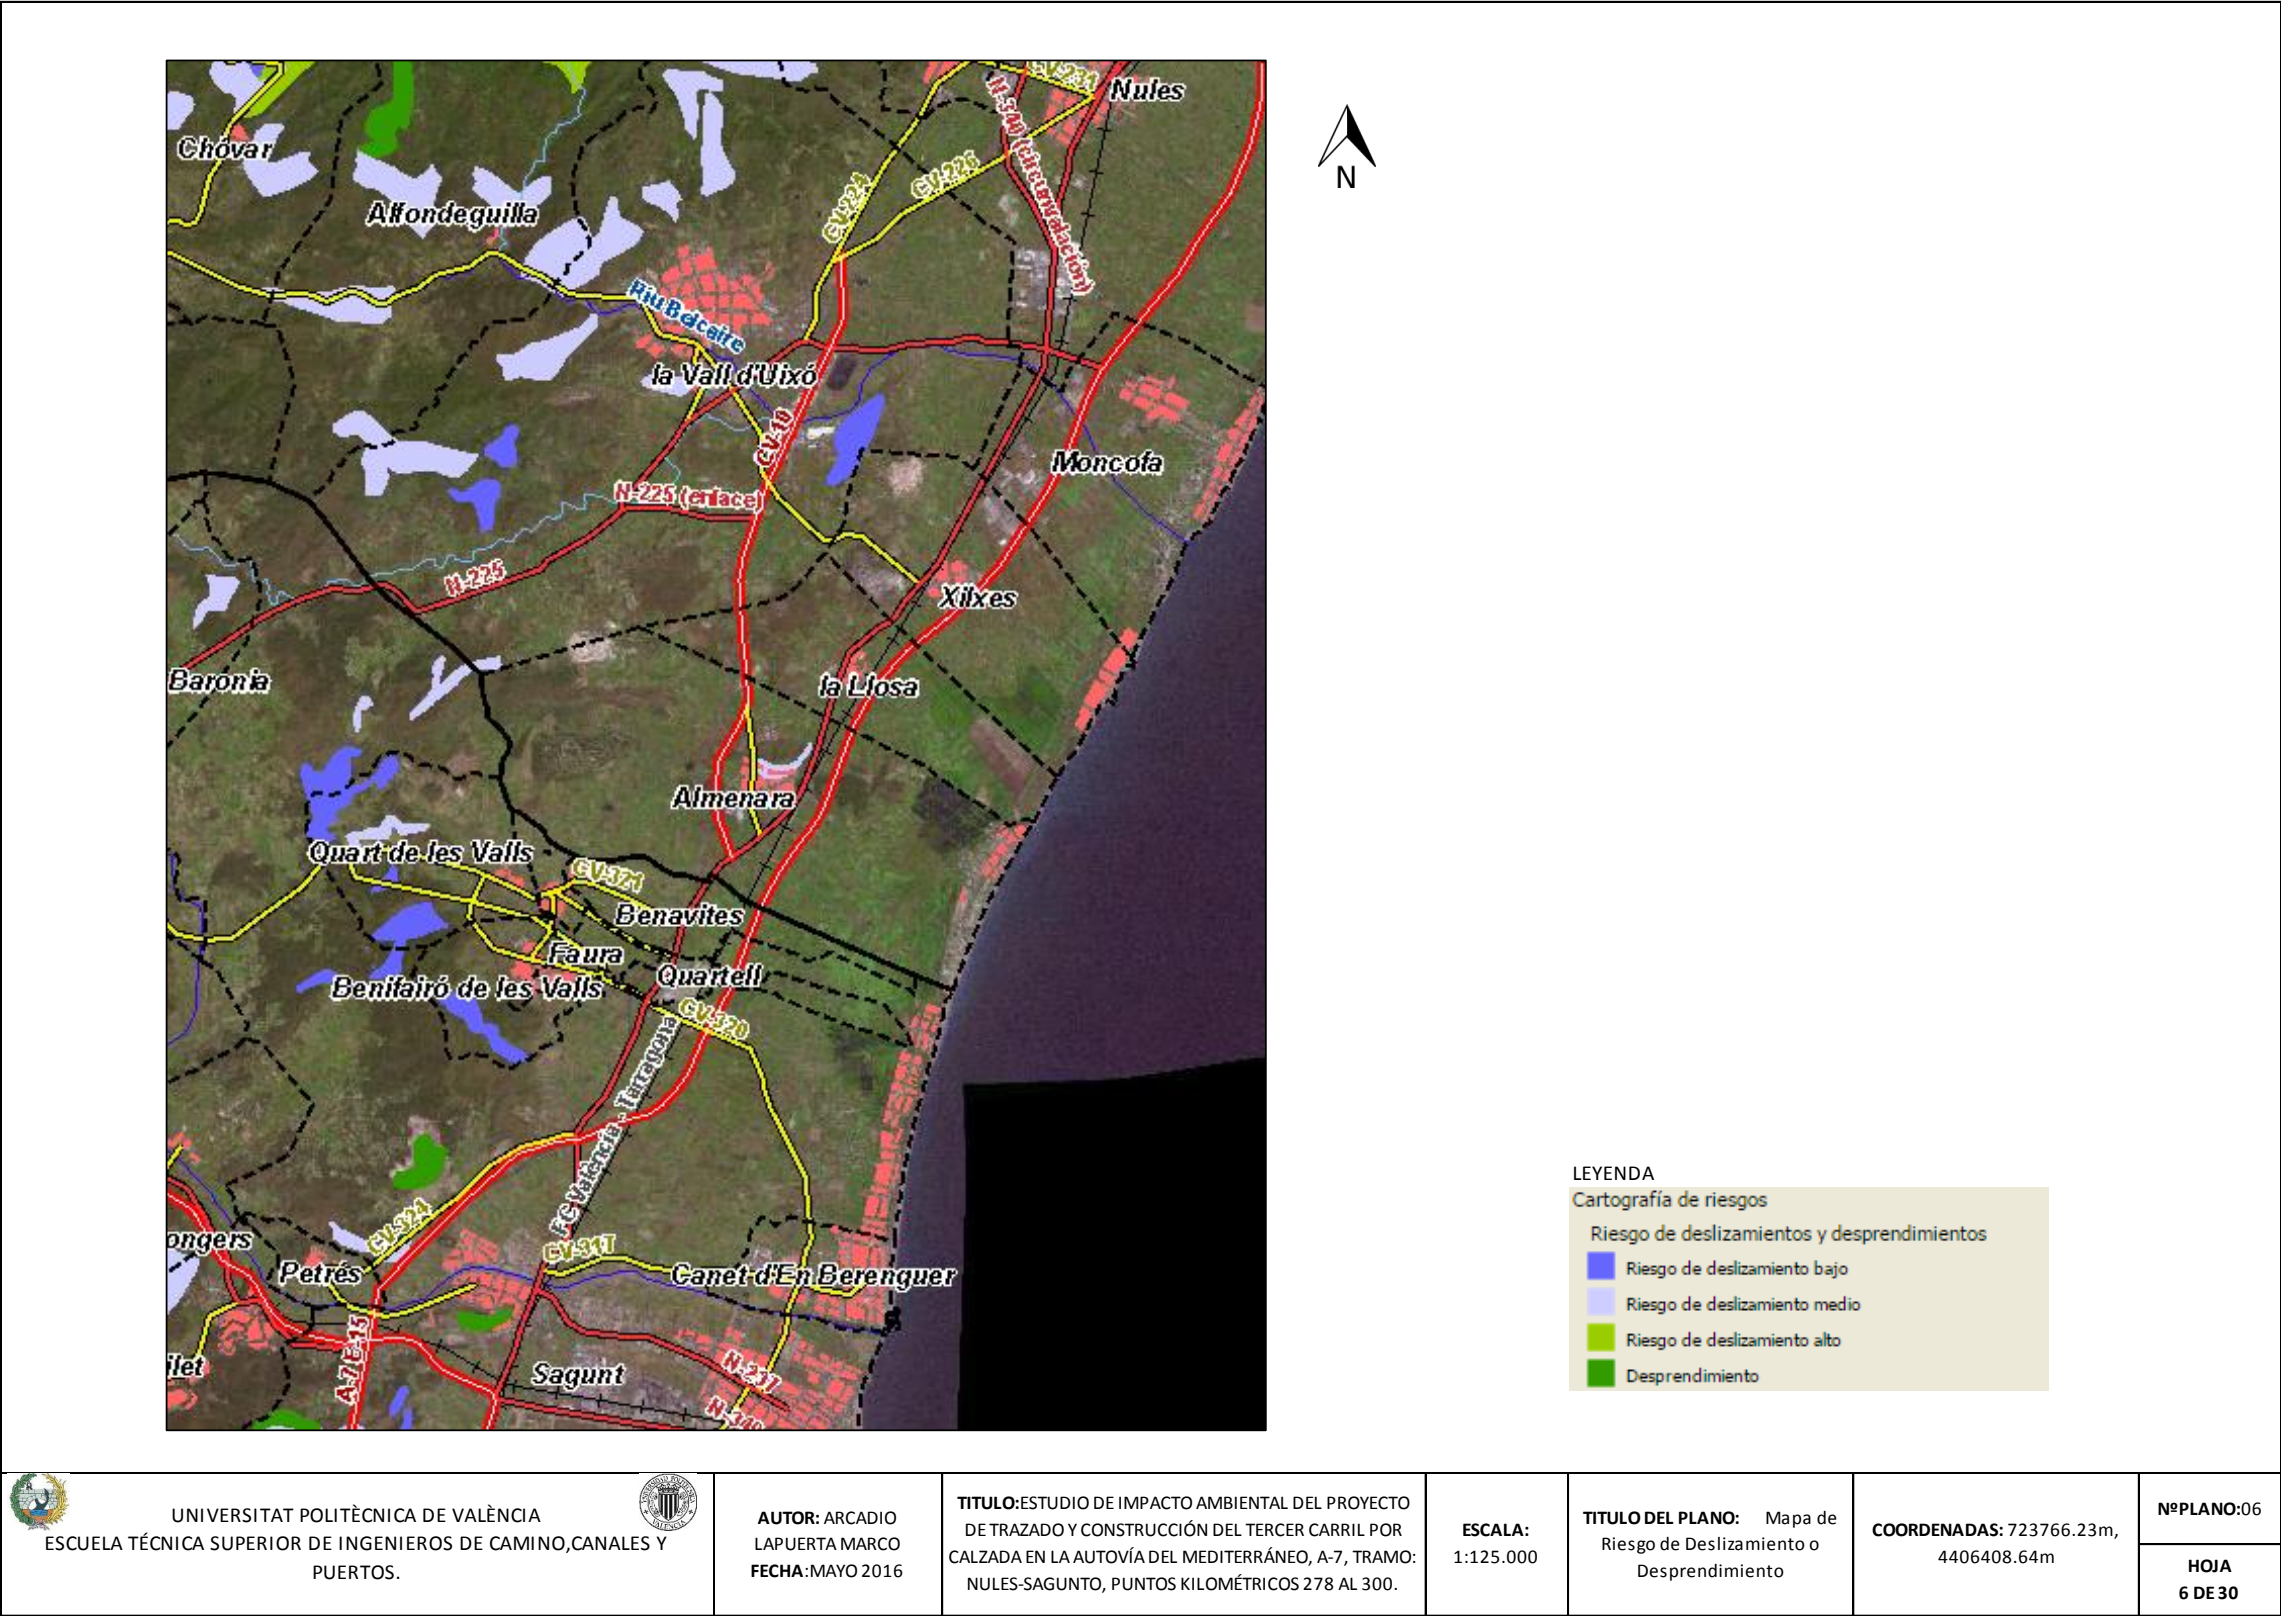 CV-231
Nules
N-340 (circunvalación)
Chóvar
CV-224
CV-226
Alfondeguilla
Riu Belcaire
la Vall d'Uixó
CV-10
Moncofa
N-225 (enlace)
N-225
Xilxes
Baronia
la Llosa
Almenara
Quart de les Valls
CV-321
Benavites
Faura
Quartell
Benifairó de les Valls
CV-320
FC València - Tarragona
CV-324
ongers
CV-317
Petrés
Canet d'En Berenguer
A-7/E-15
ilet
Sagunt
N-237
N-340
N
LEYENDA
Cartografía de riesgos
Riesgo de deslizamientos y desprendimientos
Riesgo de deslizamiento bajo
Riesgo de deslizamiento medio
Riesgo de deslizamiento alto
Desprendimiento
UNIVERSITAT POLITÈCNICA DE VALÈNCIA
ESCUELA TÉCNICA SUPERIOR DE INGENIEROS DE CAMINO,CANALES Y
PUERTOS.
AUTOR: ARCADIO
LAPUERTA MARCO
FECHA:MAYO 2016
TITULO:ESTUDIO DE IMPACTO AMBIENTAL DEL PROYECTO
DE TRAZADO Y CONSTRUCCIÓN DEL TERCER CARRIL POR
CALZADA EN LA AUTOVÍA DEL MEDITERRÁNEO, A-7, TRAMO:
NULES-SAGUNTO, PUNTOS KILOMÉTRICOS 278 AL 300.
ESCALA:
1:125.000
TITULO DEL PLANO: Mapa de
Riesgo de Deslizamiento o
Desprendimiento
COORDENADAS: 723766.23m,
4406408.64m
NºPLANO:06
HOJA
6 DE 30